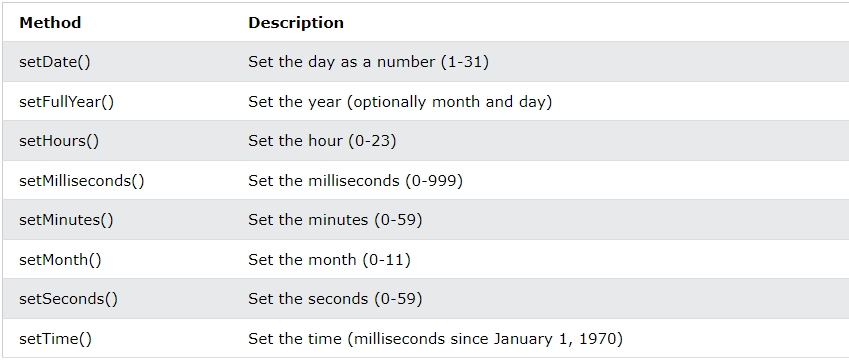 Method Description
setDate() Set the day as a number (1-31)
setFullYear() Set the year (optionally month and day)
setHours() Set the hour (0-23)
setMilliseconds() Set the milliseconds (0-999)
setMinutes() Set the minutes (0-59)
setMonth() Set the month (0-11)
setSeconds() Set the seconds (0-59)
setTime() Set the time (milliseconds since January 1, 1970)